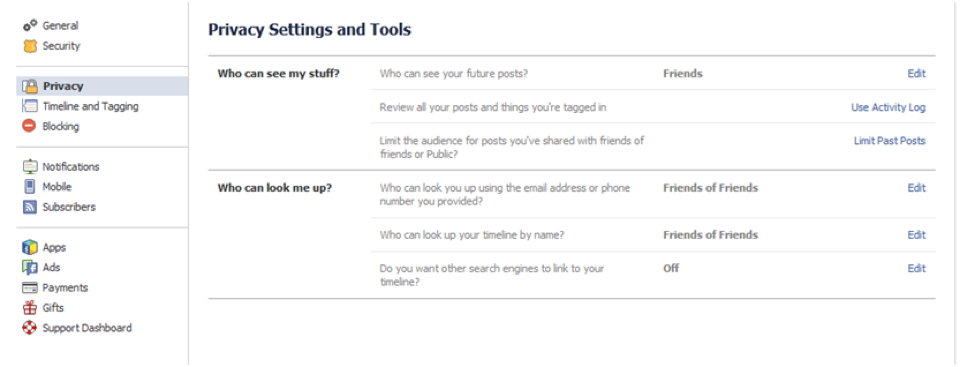 General
Security
Privacy
Timeline and Tagging
Blocking
Notifications
Mobile
Subscribers
Apps
Ads
Payments
Gifts
Support Dashboard
Privacy Settings and Tools
Who can see my stuff?
Who can see your future posts?
Friends
Edit
Review all your posts and things you're tagged in
Use Activity Log
Limit the audience for posts you've shared with friends of
friends or Public?
Limit Past Posts
Who can look me up?
Who can look you up using the email address or phone
number you provided?
Friends of Friends
Edit
Who can look up your timeline by name?
Friends of Friends
Edit
Do you want other search engines to link to your
timeline?
Off
Edit